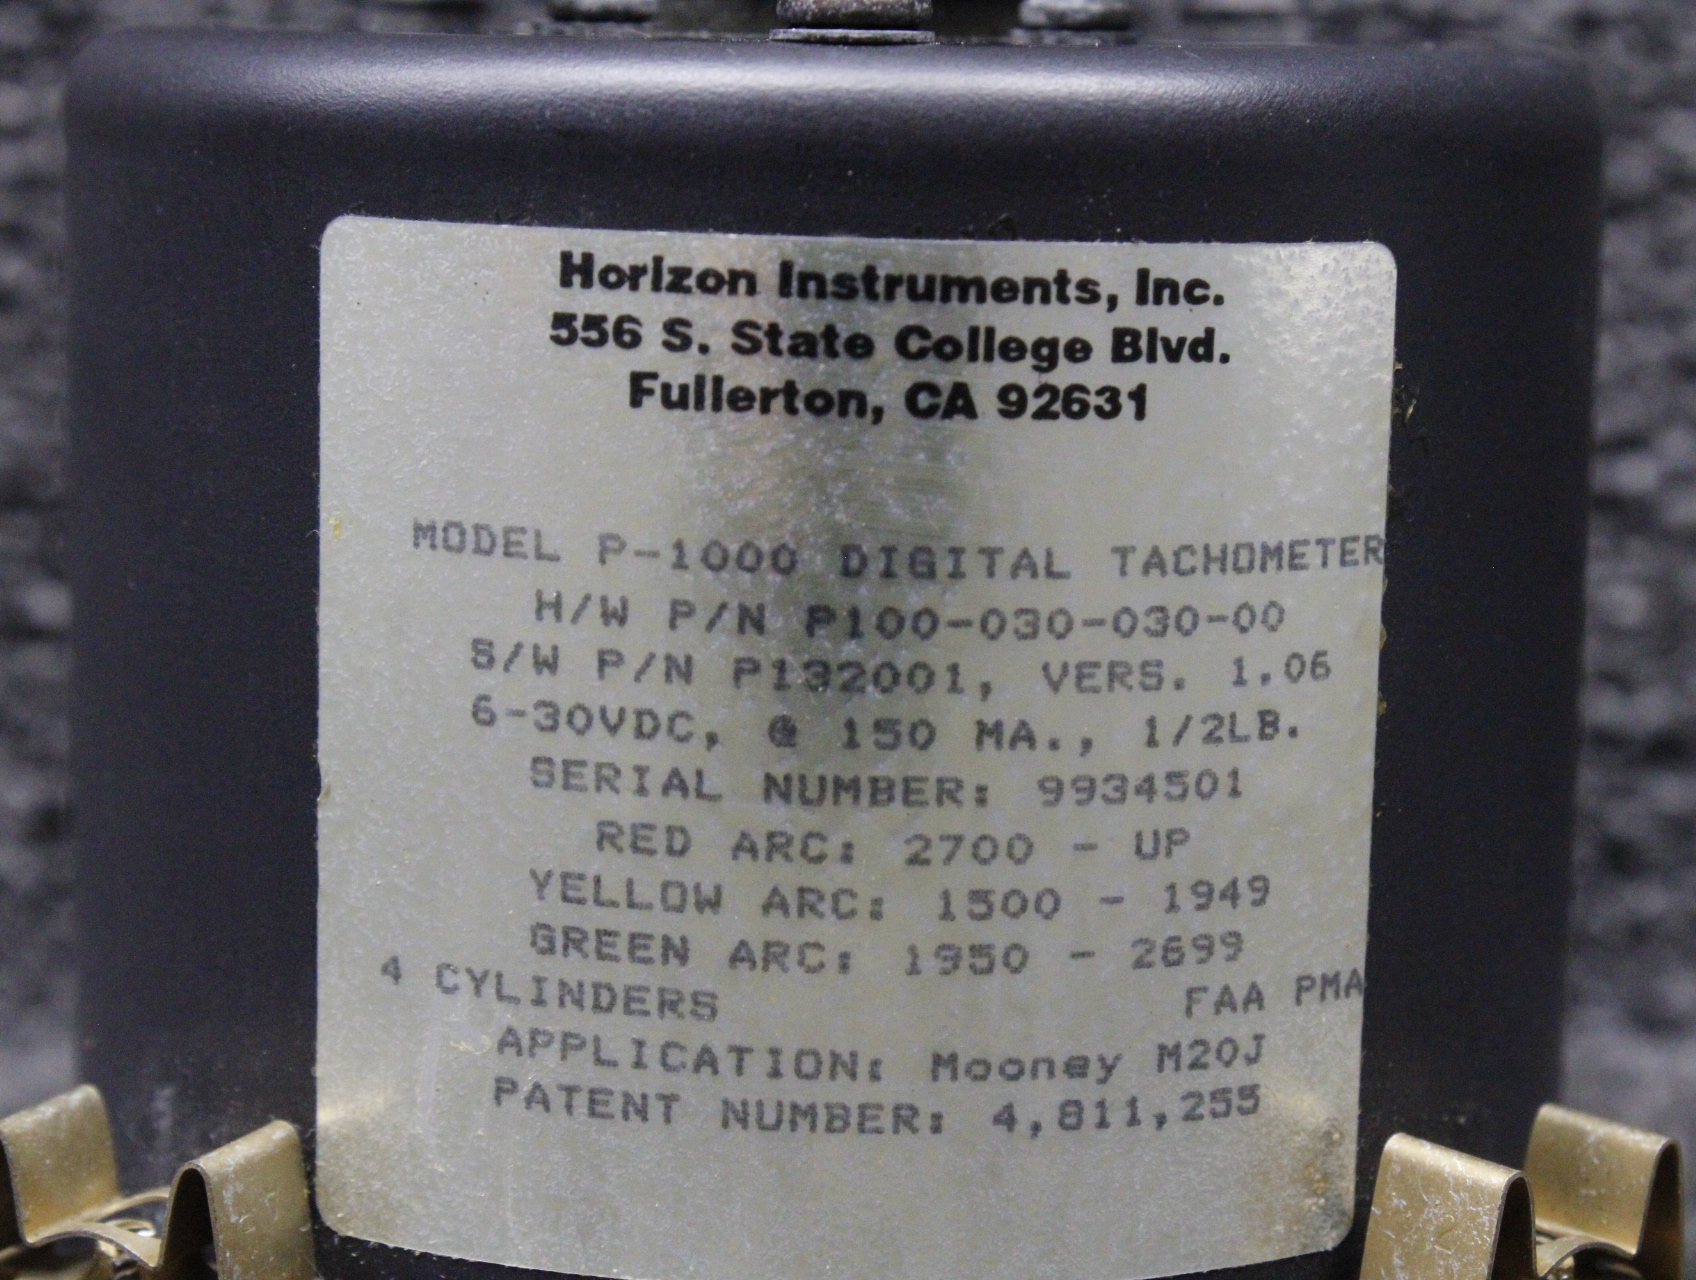 Horizon Instruments, Inc.
556 S. State College Blvd.
Fullerton, CA 92631
MODEL P-1000 DIGITAL TACHOMETER
H/W P/N P100-030-030-00
S/W P/N P132001, VERS. 1.06
6-30VDC, @ 150 MA., 1/2LB.
SERIAL NUMBER: 9934501
RED ARC: 2700 - UP
YELLOW ARC: 1500 - 1949
GREEN ARC: 1950 - 2699
4 CYLINDERS FAA PMA
APPLICATION: Mooney M20J
PATENT NUMBER: 4,811,255